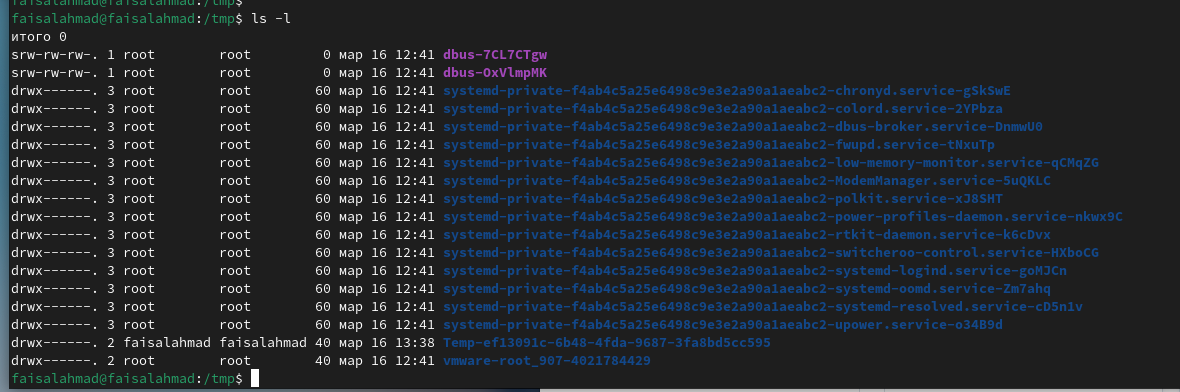 faisalahmad@faisalahmad:/tmp$
faisalahmad@faisalahmad:/tmp$ ls -l
итого 0
srw-rw-rw-. 1 root        root         0 мар 16 12:41 dbus-7CL7CTgw
srw-rw-rw-. 1 root        root         0 мар 16 12:41 dbus-OxVlmpMK
drwx------. 3 root        root        60 мар 16 12:41 systemd-private-f4ab4c5a25e6498c9e3e2a90a1aeabc2-chronyd.service-gSkSwE
drwx------. 3 root        root        60 мар 16 12:41 systemd-private-f4ab4c5a25e6498c9e3e2a90a1aeabc2-colord.service-2YPbza
drwx------. 3 root        root        60 мар 16 12:41 systemd-private-f4ab4c5a25e6498c9e3e2a90a1aeabc2-dbus-broker.service-DnmwU0
drwx------. 3 root        root        60 мар 16 12:41 systemd-private-f4ab4c5a25e6498c9e3e2a90a1aeabc2-fwupd.service-tNxuTp
drwx------. 3 root        root        60 мар 16 12:41 systemd-private-f4ab4c5a25e6498c9e3e2a90a1aeabc2-low-memory-monitor.service-qCMqZG
drwx------. 3 root        root        60 мар 16 12:41 systemd-private-f4ab4c5a25e6498c9e3e2a90a1aeabc2-ModemManager.service-5uQKLC
drwx------. 3 root        root        60 мар 16 12:41 systemd-private-f4ab4c5a25e6498c9e3e2a90a1aeabc2-polkit.service-xJ8SHT
drwx------. 3 root        root        60 мар 16 12:41 systemd-private-f4ab4c5a25e6498c9e3e2a90a1aeabc2-power-profiles-daemon.service-nkwx9C
drwx------. 3 root        root        60 мар 16 12:41 systemd-private-f4ab4c5a25e6498c9e3e2a90a1aeabc2-rtkit-daemon.service-k6cDvx
drwx------. 3 root        root        60 мар 16 12:41 systemd-private-f4ab4c5a25e6498c9e3e2a90a1aeabc2-switcheroo-control.service-HXboCG
drwx------. 3 root        root        60 мар 16 12:41 systemd-private-f4ab4c5a25e6498c9e3e2a90a1aeabc2-systemd-logind.service-goMJCn
drwx------. 3 root        root        60 мар 16 12:41 systemd-private-f4ab4c5a25e6498c9e3e2a90a1aeabc2-systemd-oomd.service-Zm7ahq
drwx------. 3 root        root        60 мар 16 12:41 systemd-private-f4ab4c5a25e6498c9e3e2a90a1aeabc2-systemd-resolved.service-cD5n1v
drwx------. 3 root        root        60 мар 16 12:41 systemd-private-f4ab4c5a25e6498c9e3e2a90a1aeabc2-upower.service-o34B9d
drwx------. 2 faisalahmad faisalahmad 40 мар 16 13:38 Temp-ef13091c-6b48-4fda-9687-3fa8bd5cc595
drwx------. 2 root        root        40 мар 16 12:41 vmware-root_907-4021784429
faisalahmad@faisalahmad:/tmp$